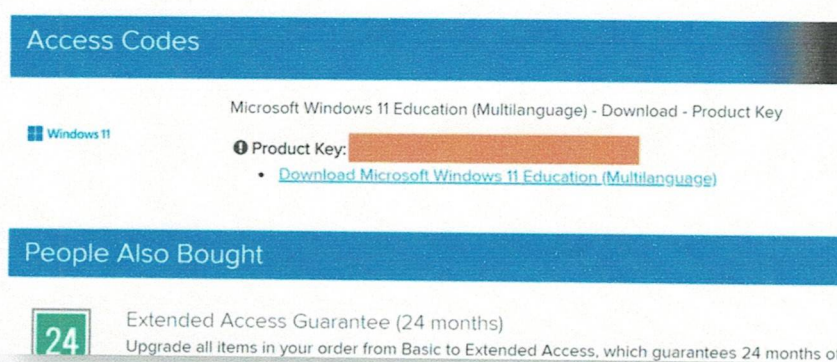 Access Codes
Microsoft Windows 11 Education (Multilanguage) - Download - Product Key
Windows 11
Product Key:
• Download Microsoft Windows 11 Education (Multilanguage)
People Also Bought
24
Extended Access Guarantee (24 months)
Upgrade all items in your order from Basic to Extended Access, which guarantees 24 months